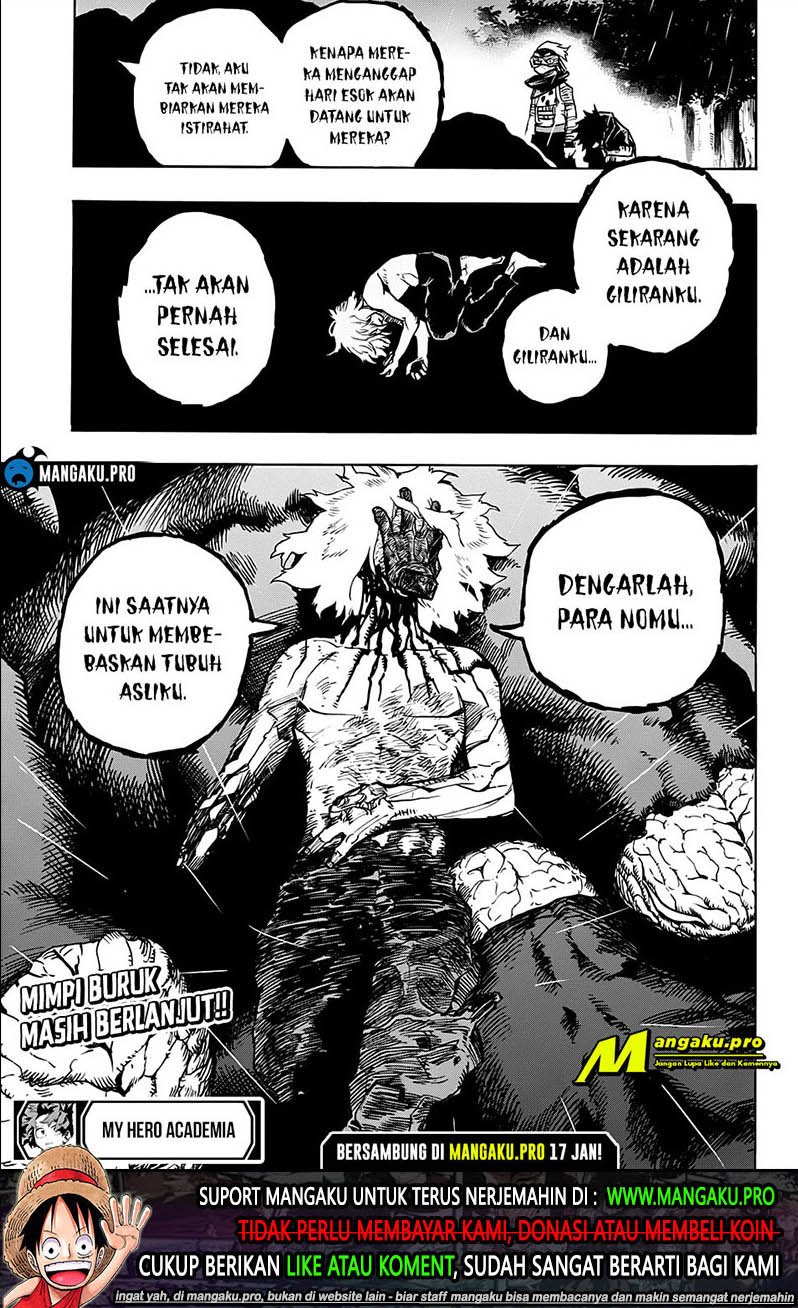 KENAPA MERE-
KA MENGANGGAP
HARI ESOK AKAN
DATANG UNTUK
MEREKA?
TIDAK, AKU
TAK AKAN MEM-
BIARKAN MEREKA
ISTIRAHAT.
KARENA
SEKARANG
ADALAH
GILIRANKU.
DAN
GILIRANKU...
...TAK AKAN
PERNAH
SELESAI.
MANGAKU.PRO
DENGARLAH,
PARA NOMU...
INI SAATNYA
UNTUK MEMBE-
BASKAN TUBUH
ASLIKU.
MIMPI BURUK
MASIH BERLANJUT!!
Mangaku.pro
Jangan Lupa Like dan Komennya
MY HERO ACADEMIA
BERSAMBUNG DI MANGAKU.PRO 17 JAN!
SUPORT MANGAKU UNTUK TERUS NERJEMAHIN DI : WWW.MANGAKU.PRO
TIDAK PERLU MEMBAYAR KAMI, DONASI ATAU MEMBELI KOIN
CUKUP BERIKAN LIKE ATAU KOMENT, SUDAH SANGAT BERARTI BAGI KAMI
ingat yah, di mangaku.pro, bukan di website lain - biar staff mangaku bisa membacanya dan makin semangat nerjemahin